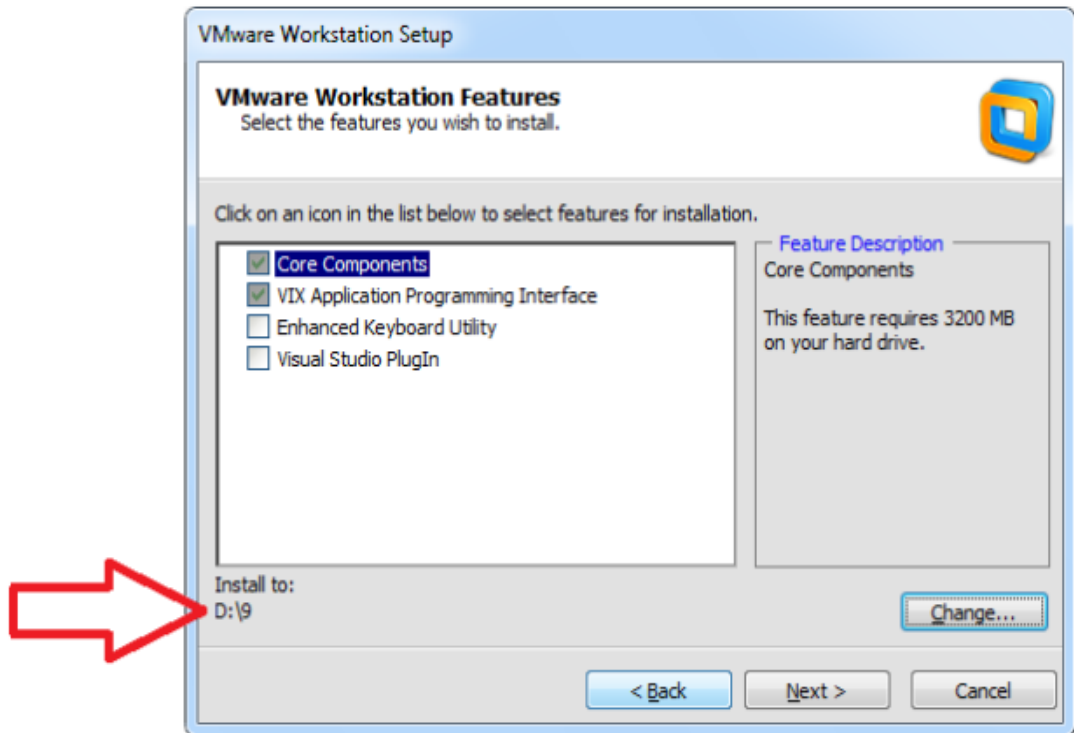 VMware Workstation Setup
VMware Workstation Features
Select the features you wish to install.
Click on an icon in the list below to select features for installation.
Core Components
VIX Application Programming Interface
Enhanced Keyboard Utility
Visual Studio PlugIn
Feature Description
Core Components
This feature requires 3200 MB
on your hard drive.
Install to:
D:\9
Change...
< Back
Next >
Cancel